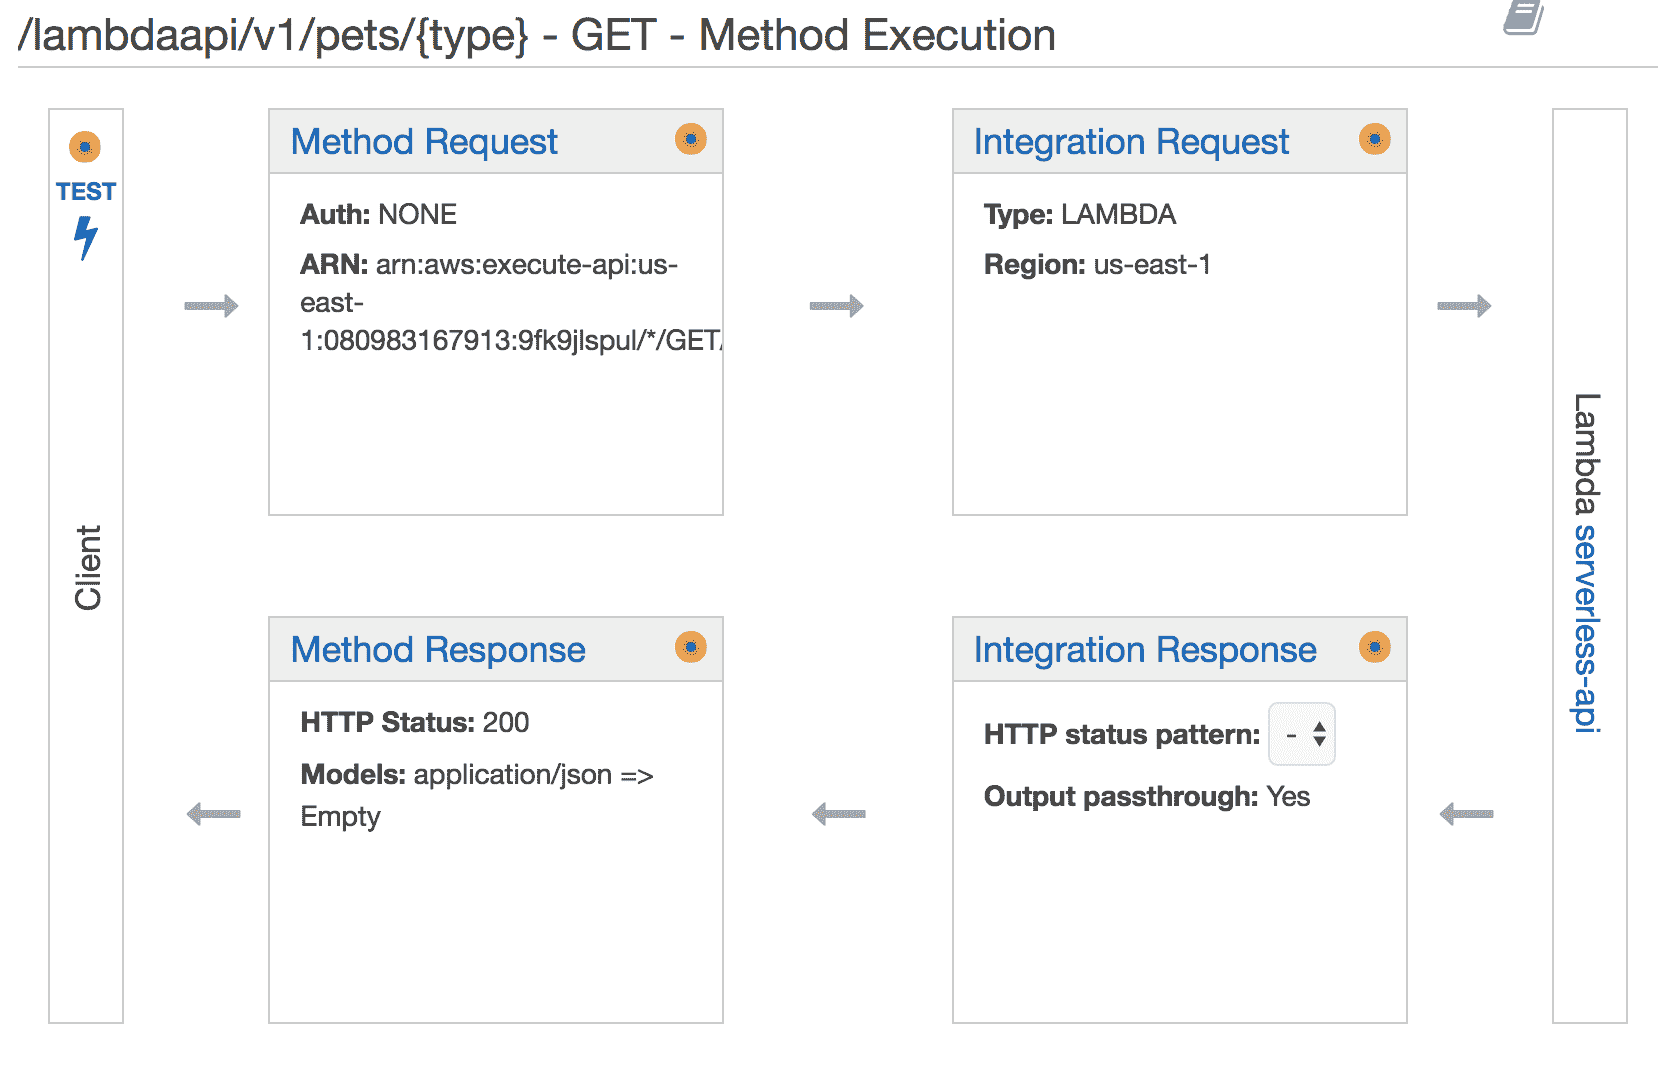 /lambdaapi/v1/pets/{type} - GET - Method Execution
TEST
Client
Method Request
Auth: NONE
ARN: arn:aws:execute-api:us-
east-
1:080983167913:9fk9jlspul/*/GET/
Integration Request
Type: LAMBDA
Region: us-east-1
Lambda serverless-api
Method Response
HTTP Status: 200
Models: application/json =>
Empty
Integration Response
HTTP status pattern: -
Output passthrough: Yes